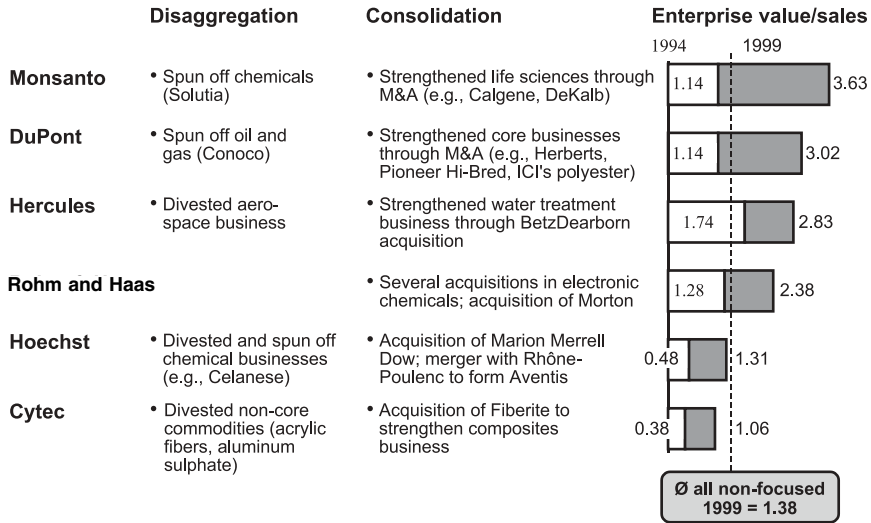 Disaggregation Consolidation Enterprise value/sales
1994 1999
Monsanto
• Spun off chemicals
(Solutia)
• Strengthened life sciences through
M&A (e.g., Calgene, DeKalb)
1.14 3.63
DuPont
• Spun off oil and
gas (Conoco)
• Strengthened core businesses
through M&A (e.g., Herberts,
Pioneer Hi-Bred, ICI's polyester)
1.14 3.02
Hercules
• Divested aero-
space business
• Strengthened water treatment
business through BetzDearborn
acquisition
1.74 2.83
Rohm and Haas
• Several acquisitions in electronic
chemicals; acquisition of Morton
1.28 2.38
Hoechst
• Divested and spun off
chemical businesses
(e.g., Celanese)
• Acquisition of Marion Merrell
Dow; merger with Rhône-
Poulenc to form Aventis
0.48 1.31
Cytec
• Divested non-core
commodities (acrylic
fibers, aluminum
sulphate)
• Acquisition of Fiberite to
strengthen composites
business
0.38 1.06
Ø all non-focused
1999 = 1.38